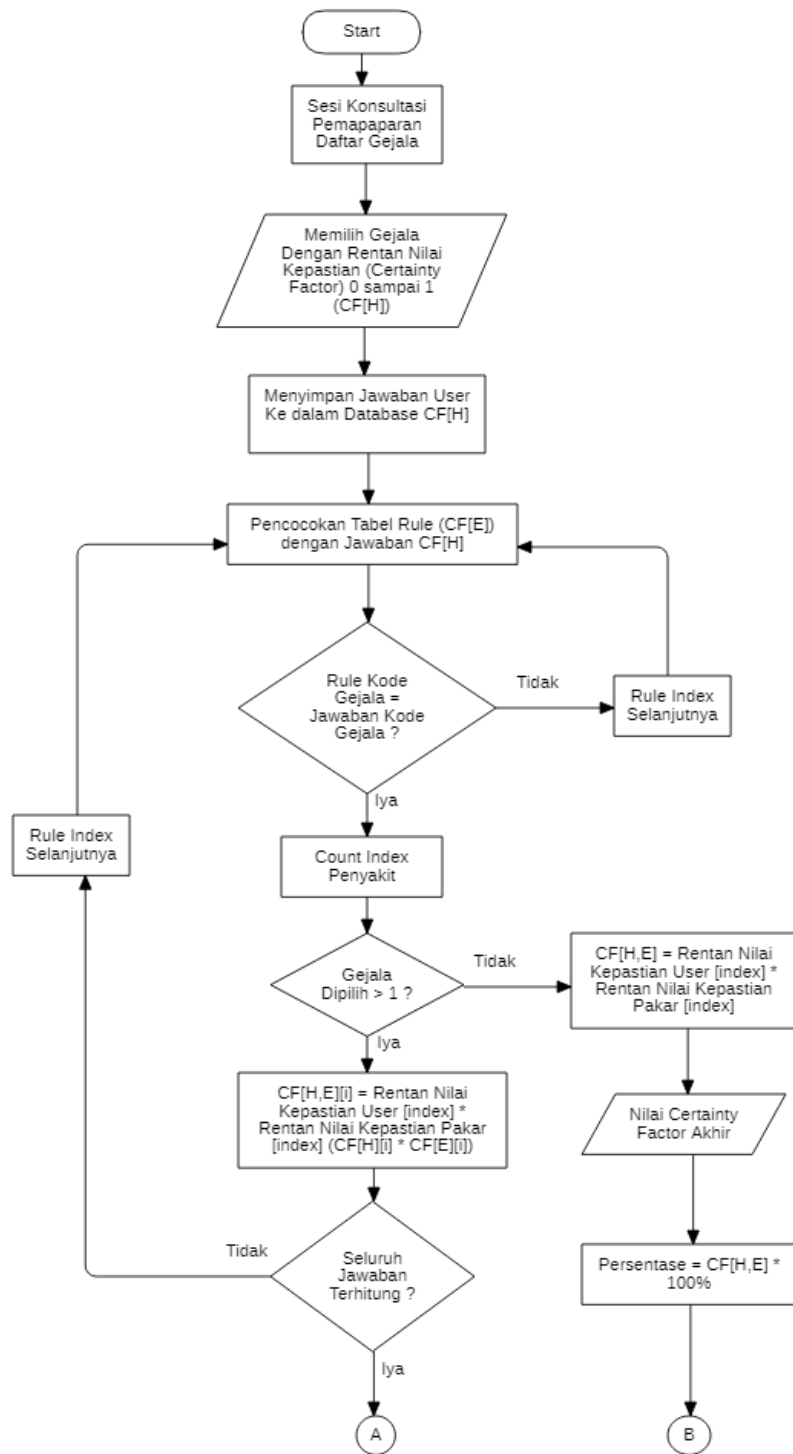 Start
Sesi Konsultasi
Pemapaparan
Daftar Gejala
Memilih Gejala
Dengan Rentan Nilai
Kepastian (Certainty
Factor) 0 sampai 1
(CF[H])
Menyimpan Jawaban User
Ke dalam Database CF[H]
Pencocokan Tabel Rule (CF[E])
dengan Jawaban CF[H]
Rule Kode
Gejala =
Jawaban Kode
Gejala ?
Tidak
Rule Index
Selanjutnya
Iya
Rule Index
Selanjutnya
Count Index
Penyakit
Gejala
Dipilih > 1 ?
Tidak
CF[H,E] = Rentan Nilai
Kepastian User [index] *
Rentan Nilai Kepastian
Pakar [index]
Iya
CF[H,E][i] = Rentan Nilai
Kepastian User [index] *
Rentan Nilai Kepastian Pakar
[index] (CF[H][i] * CF[E][i])
Nilai Certainty
Factor Akhir
Tidak
Seluruh
Jawaban
Terhitung ?
Persentase = CF[H,E] *
100%
Iya
A
B